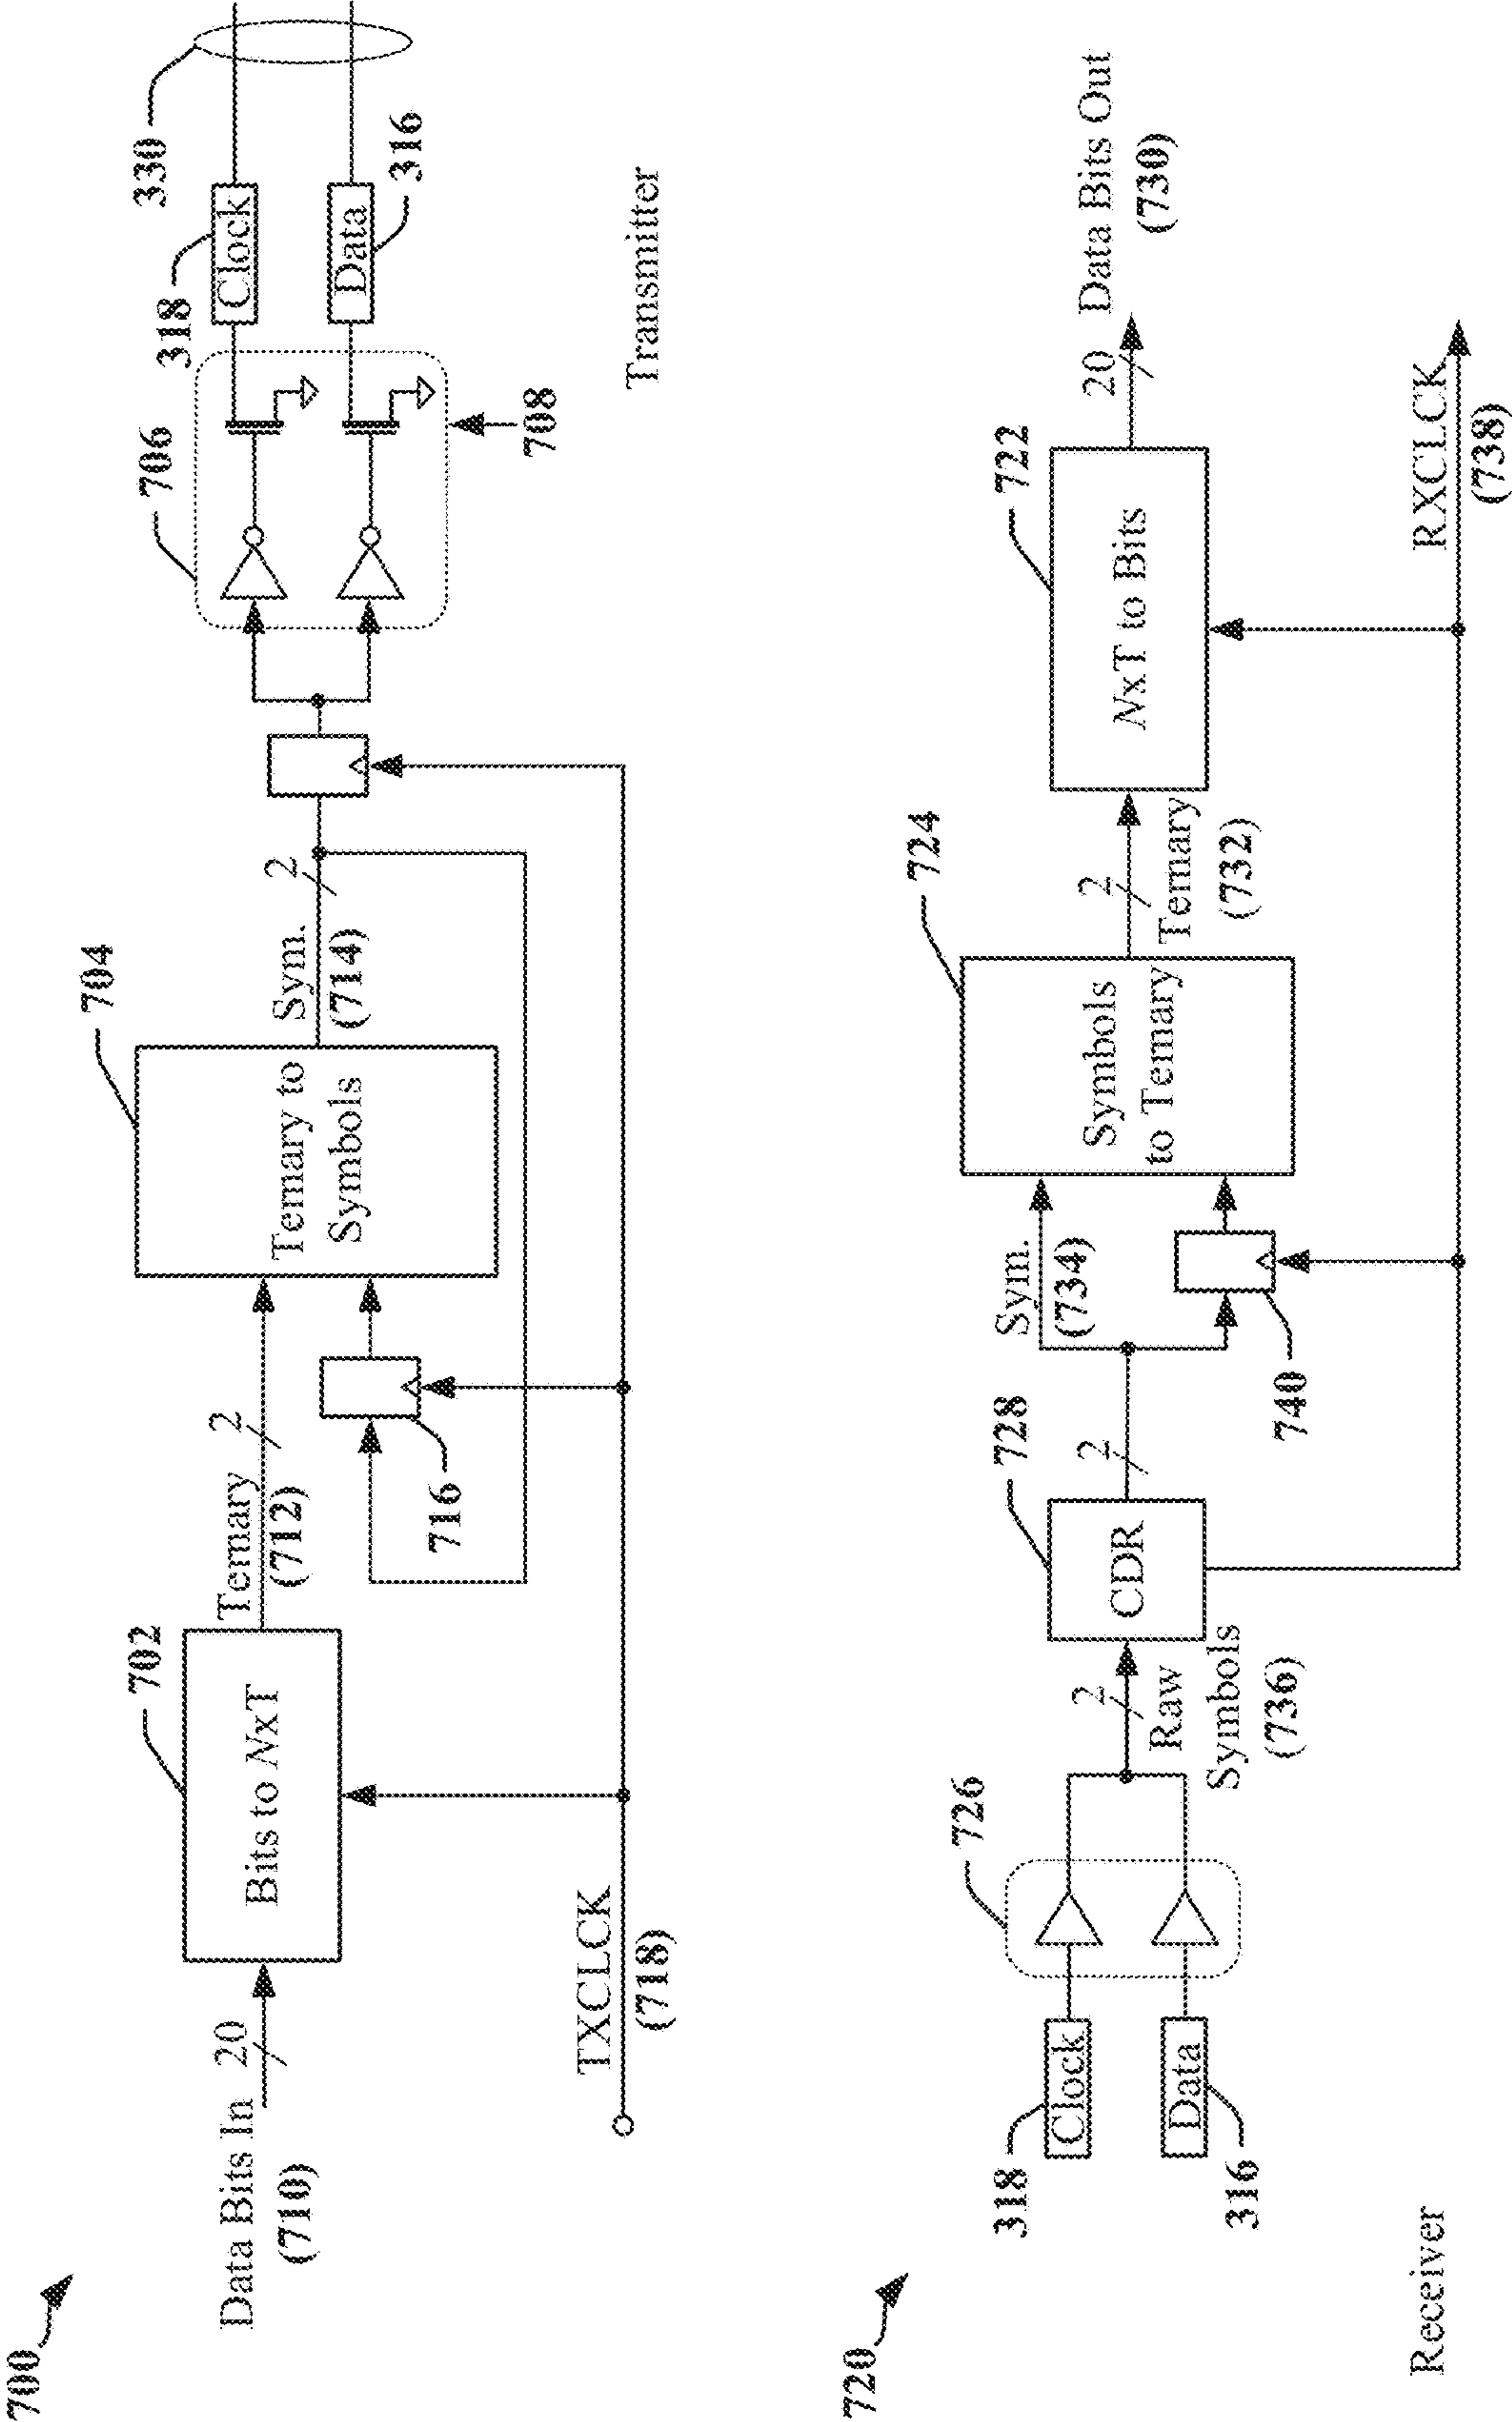 700
Data Bits In
(710)
20
702
Bits to NxT
Ternary
(712)
2
716
704
Ternary to
Symbols
Sym.
(714)
2
706
708
318
Clock
Data
316
330
TXCLCK
(718)
Transmitter
720
318
Clock
Data
316
726
2
Raw
Symbols
(736)
728
CDR
2
Sym.
(734)
740
724
Symbols
to Ternary
2
Ternary
(732)
722
NxT to Bits
20
Data Bits Out
(730)
RXCLCK
(738)
Receiver